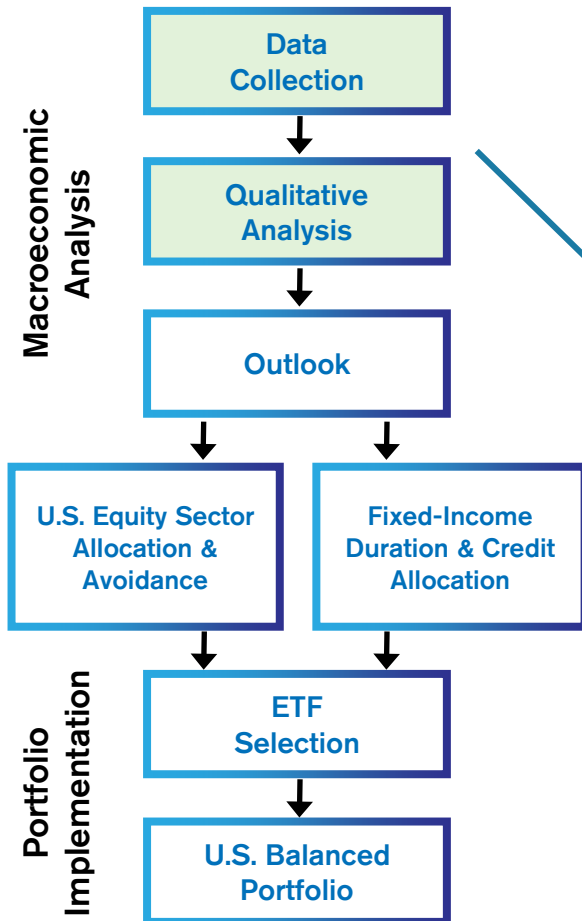 Macroeconomic
Analysis
Data
Collection
Qualitative
Analysis
Outlook
U.S. Equity Sector
Allocation &
Avoidance
Fixed-Income
Duration & Credit
Allocation
Portfolio
Implementation
ETF
Selection
U.S. Balanced
Portfolio